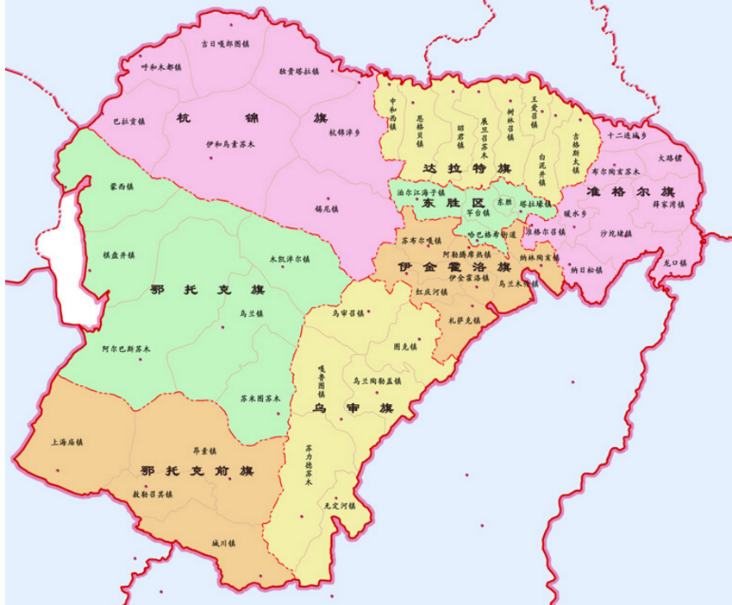 吉日嘎郎图镇
呼和木都镇
独贵塔拉镇
巴拉贡镇
杭锦旗
杭锦淖乡
伊和乌素苏木
锡尼镇
中和西镇
恩格贝镇
昭君镇
展旦召苏木
树林召镇
王爱召镇
白泥井镇
吉格斯太镇
达拉特旗
十二连城乡
大路镇
布尔陶亥苏木
准格尔旗
薛家湾镇
暖水乡
准格尔召镇
沙圪堵镇
纳日松镇
龙口镇
泊尔江海子镇
东胜区
东胜
塔拉壕镇
罕台镇
哈巴格希街道
苏布尔嘎镇
阿勒腾席热镇
纳林陶亥镇
伊金霍洛旗
伊金霍洛镇
红庆河镇
乌兰木伦镇
札萨克镇
蒙西镇
棋盘井镇
木凯淖尔镇
鄂托克旗
乌兰镇
阿尔巴斯苏木
苏米图苏木
乌审召镇
图克镇
嘎鲁图镇
乌兰陶勒盖镇
乌审旗
苏力德苏木
无定河镇
上海庙镇
昂素镇
鄂托克前旗
敖勒召其镇
城川镇